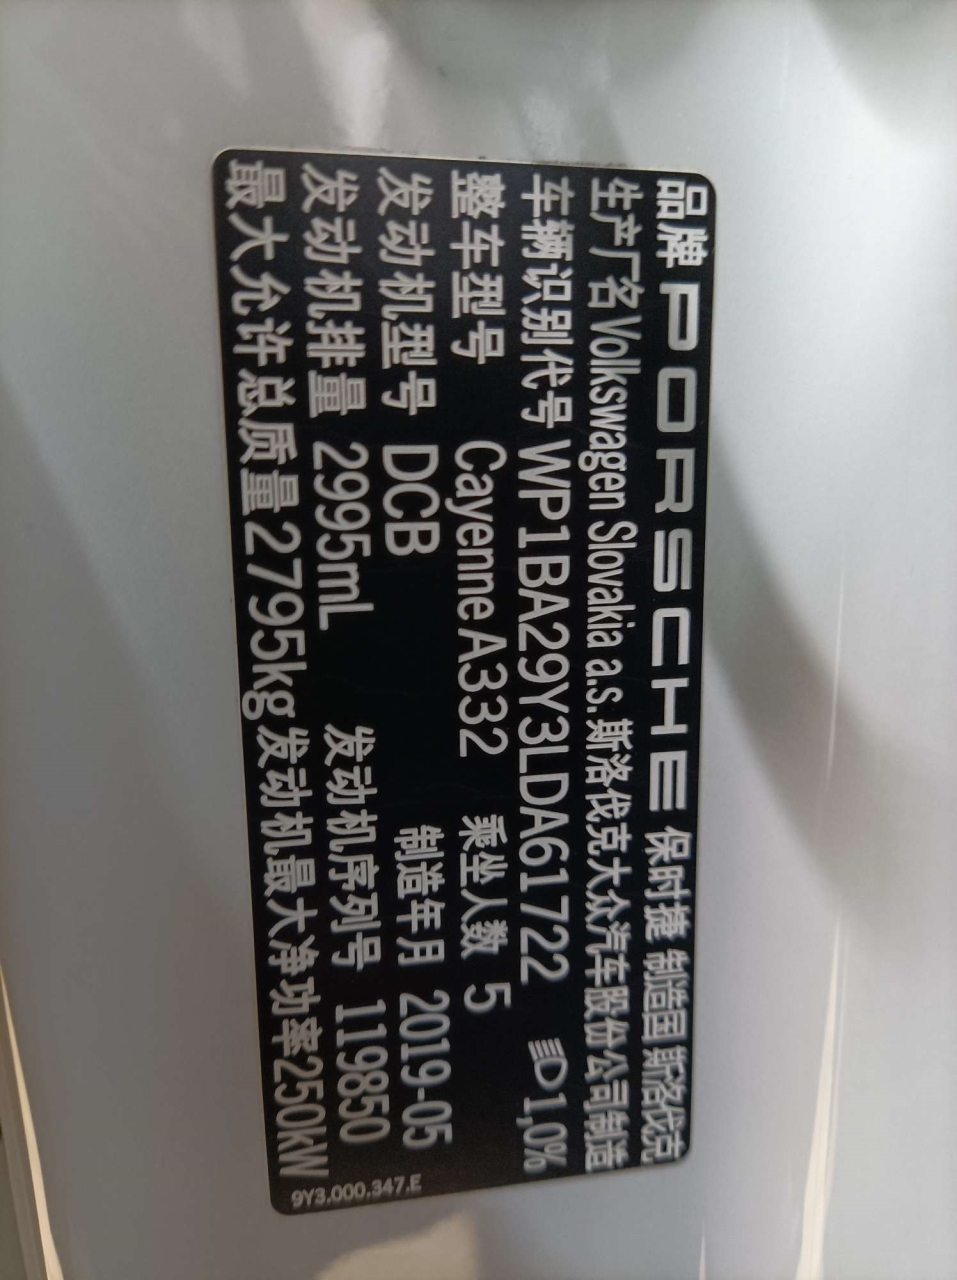 品牌 PORSCHE 保时捷 制造国 斯洛伐克
生产厂名 Volkswagen Slovakia a.s. 斯洛伐克大众汽车股份公司制造
车辆识别代号 WP1BA29Y3LDA61722 1,0%
整车型号 Cayenne A332 乘坐人数 5
发动机型号 DCB 制造年月 2019-05
发动机排量 2995mL 发动机序列号 119850
最大允许总质量 2795kg 发动机最大净功率 250kW
9Y3.000.347.E